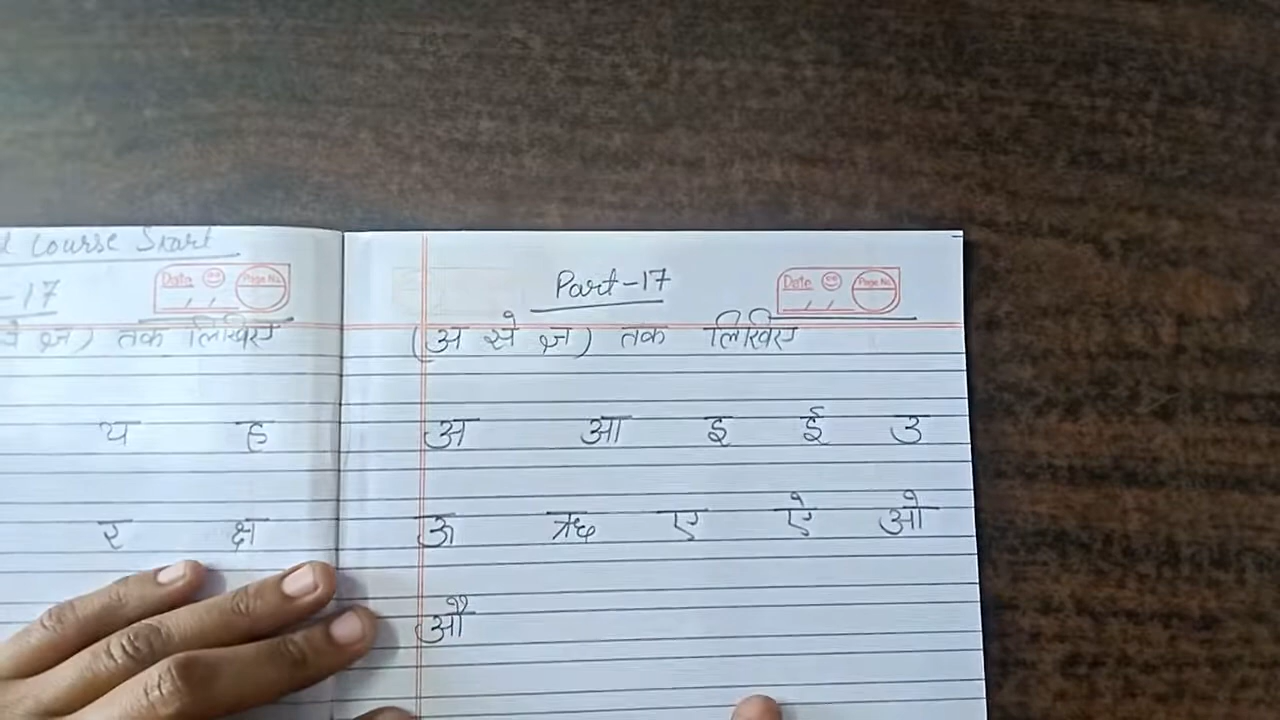 Course Start
-17
Date Page No.
तक लिखिए
य ह
र क्ष
Part-17
Date Page No.
(अ से ज्ञ) तक लिखिए
अ आ इ ई उ
ऊ ऋ ए ऐ ओ
औ